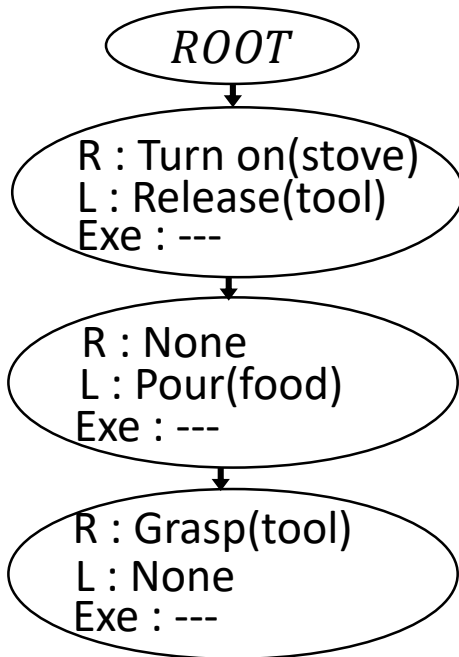 ROOT
R : Turn on(stove)
L : Release(tool)
Exe : ---
R : None
L : Pour(food)
Exe : ---
R : Grasp(tool)
L : None
Exe : ---